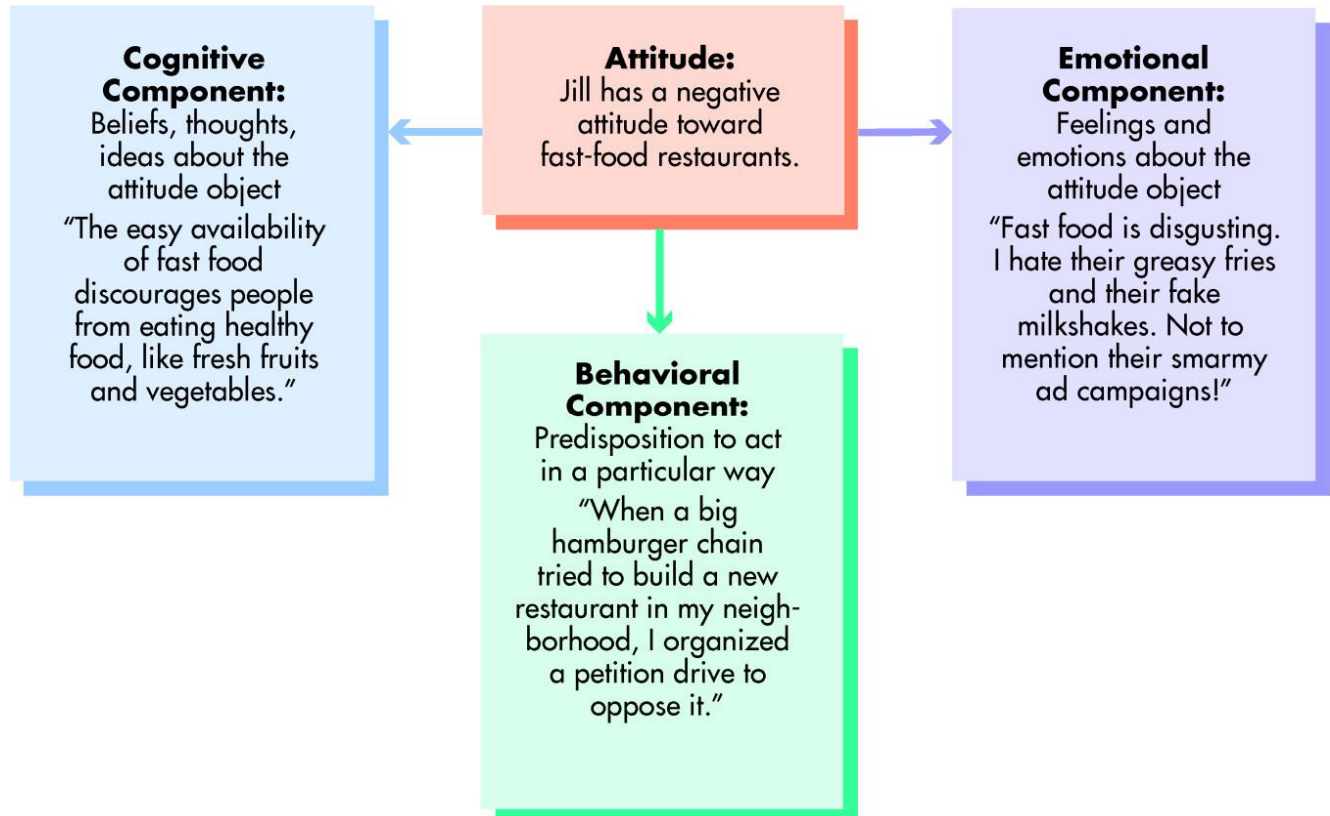 Cognitive
Component:
Beliefs, thoughts,
ideas about the
attitude object
“The easy availability
of fast food
discourages people
from eating healthy
food, like fresh fruits
and vegetables.”
Attitude:
Jill has a negative
attitude toward
fast-food restaurants.
Emotional
Component:
Feelings and
emotions about the
attitude object
“Fast food is disgusting.
I hate their greasy fries
and their fake
milkshakes. Not to
mention their smarmy
ad campaigns!”
Behavioral
Component:
Predisposition to act
in a particular way
“When a big
hamburger chain
tried to build a new
restaurant in my neigh-
borhood, I organized
a petition drive to
oppose it.”